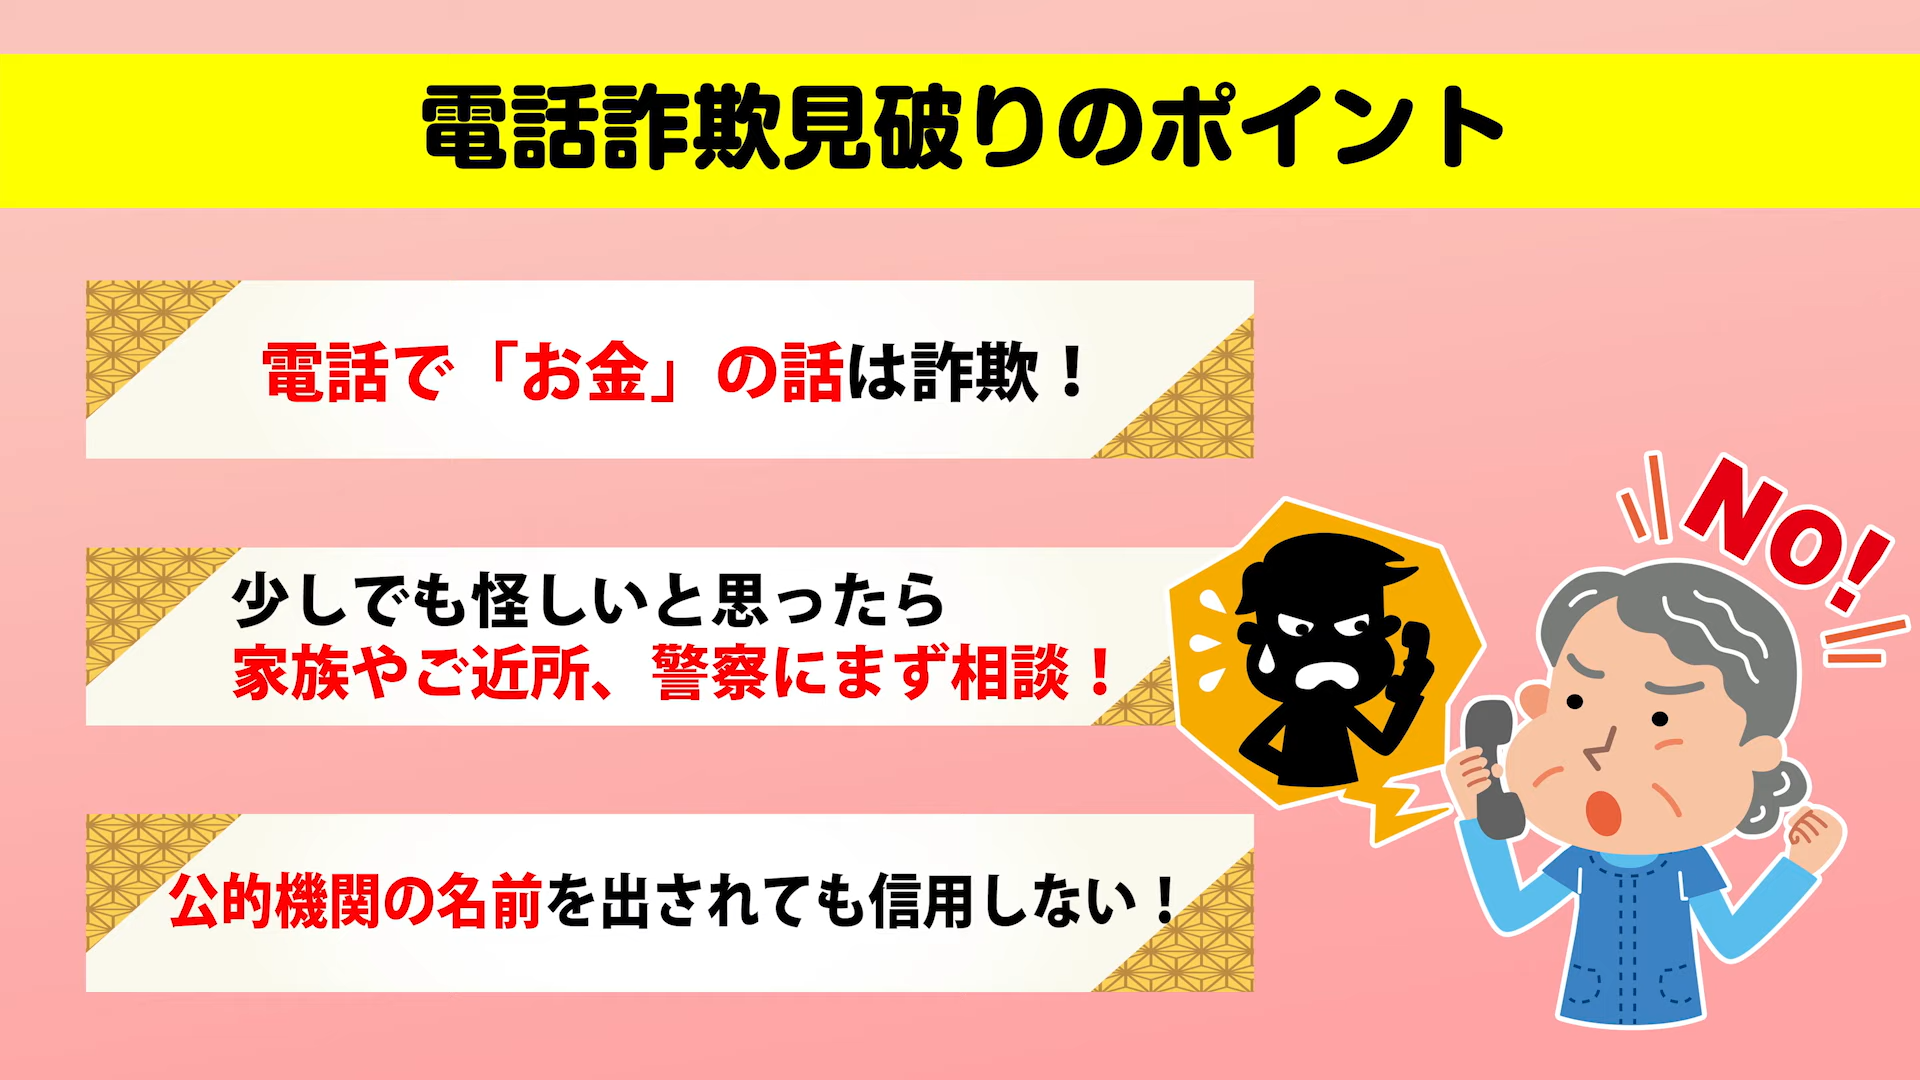 電話詐欺見破りのポイント
電話で「お金」の話は詐欺！
少しでも怪しいと思ったら
家族やご近所、警察にまず相談！
公的機関の名前を出されても信用しない！
NO!